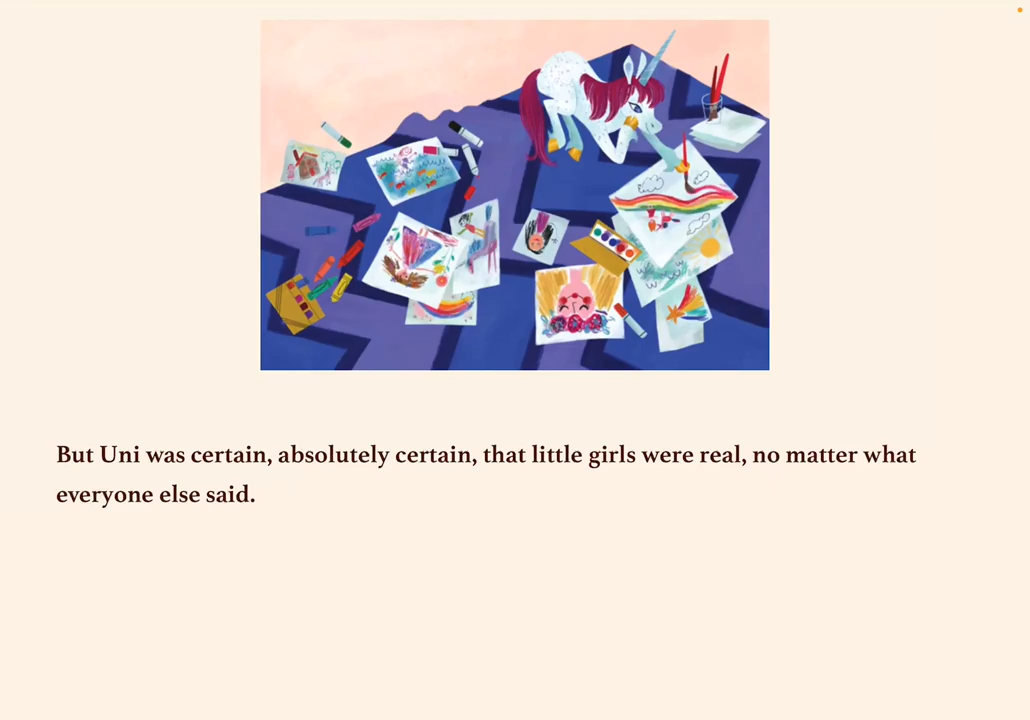 But Uni was certain, absolutely certain, that little girls were real, no matter what
everyone else said.